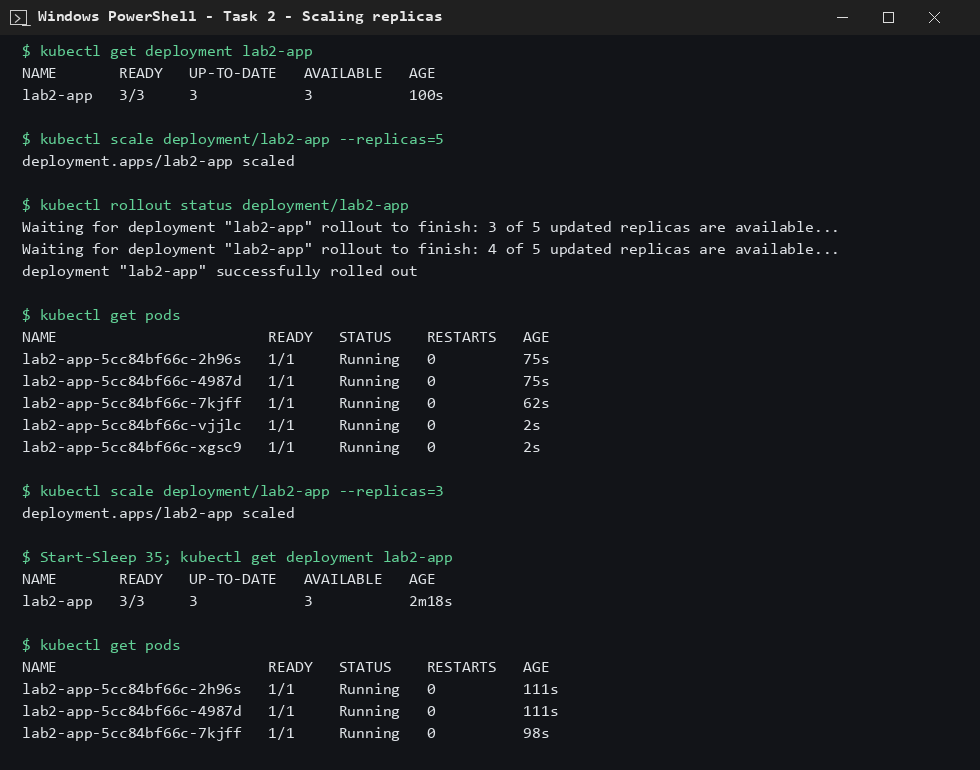 Windows PowerShell - Task 2 - Scaling replicas
$ kubectl get deployment lab2-app
NAME       READY   UP-TO-DATE   AVAILABLE   AGE
lab2-app   3/3     3            3           100s
$ kubectl scale deployment/lab2-app --replicas=5
deployment.apps/lab2-app scaled
$ kubectl rollout status deployment/lab2-app
Waiting for deployment "lab2-app" rollout to finish: 3 of 5 updated replicas are available...
Waiting for deployment "lab2-app" rollout to finish: 4 of 5 updated replicas are available...
deployment "lab2-app" successfully rolled out
$ kubectl get pods
NAME                        READY   STATUS    RESTARTS   AGE
lab2-app-5cc84bf66c-2h96s   1/1     Running   0          75s
lab2-app-5cc84bf66c-4987d   1/1     Running   0          75s
lab2-app-5cc84bf66c-7kjff   1/1     Running   0          62s
lab2-app-5cc84bf66c-vjjlc   1/1     Running   0          2s
lab2-app-5cc84bf66c-xgsc9   1/1     Running   0          2s
$ kubectl scale deployment/lab2-app --replicas=3
deployment.apps/lab2-app scaled
$ Start-Sleep 35; kubectl get deployment lab2-app
NAME       READY   UP-TO-DATE   AVAILABLE   AGE
lab2-app   3/3     3            3           2m18s
$ kubectl get pods
NAME                        READY   STATUS    RESTARTS   AGE
lab2-app-5cc84bf66c-2h96s   1/1     Running   0          111s
lab2-app-5cc84bf66c-4987d   1/1     Running   0          111s
lab2-app-5cc84bf66c-7kjff   1/1     Running   0          98s